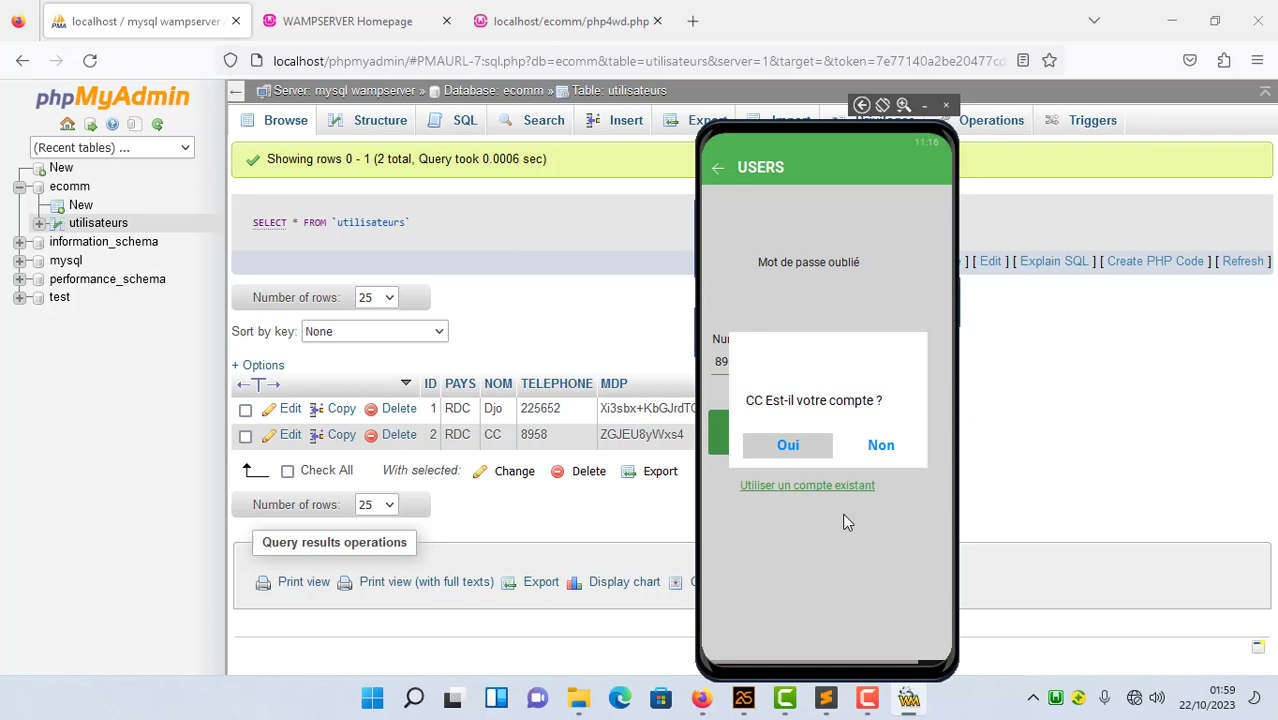 localhost / mysql wampserver /
WAMPSERVER Homepage
localhost/ecomm/php4wd.php
localhost/phpmyadmin/#PMAURL-7:sql.php?db=ecomm&table=utilisateurs&server=1&target=&token=7e77140a2be20477cd
phpMyAdmin
(Recent tables) ...
New
ecomm
New
utilisateurs
information_schema
mysql
performance_schema
test
Server: mysql wampserver » Database: ecomm » Table: utilisateurs
Browse Structure SQL Search Insert Operations Triggers
Showing rows 0 - 1 (2 total, Query took 0.0006 sec)
SELECT * FROM `utilisateurs`
] [ Edit ] [ Explain SQL ] [ Create PHP Code ] [ Refresh ]
Number of rows: 25
Sort by key: None
+ Options
ID PAYS NOM TELEPHONE MDP
Edit Copy Delete 1 RDC Djo 225652
Edit Copy Delete 2 RDC CC 8958 ZGJEU8yWxs4
Check All With selected: Change Delete Export
Number of rows: 25
Query results operations
Print view Print view (with full texts) Export Display chart
11:16
USERS
Mot de passe oublié
89
CC Est-il votre compte ?
Oui Non
Utiliser un compte existant
01:59
22/10/2023